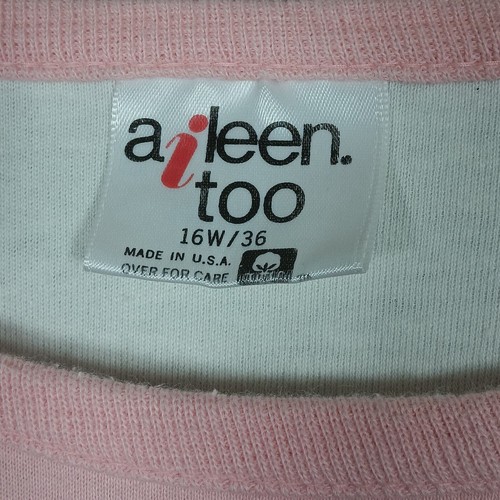 aileen.
too
16W/36
MADE IN U.S.A.
OVER FOR CARE